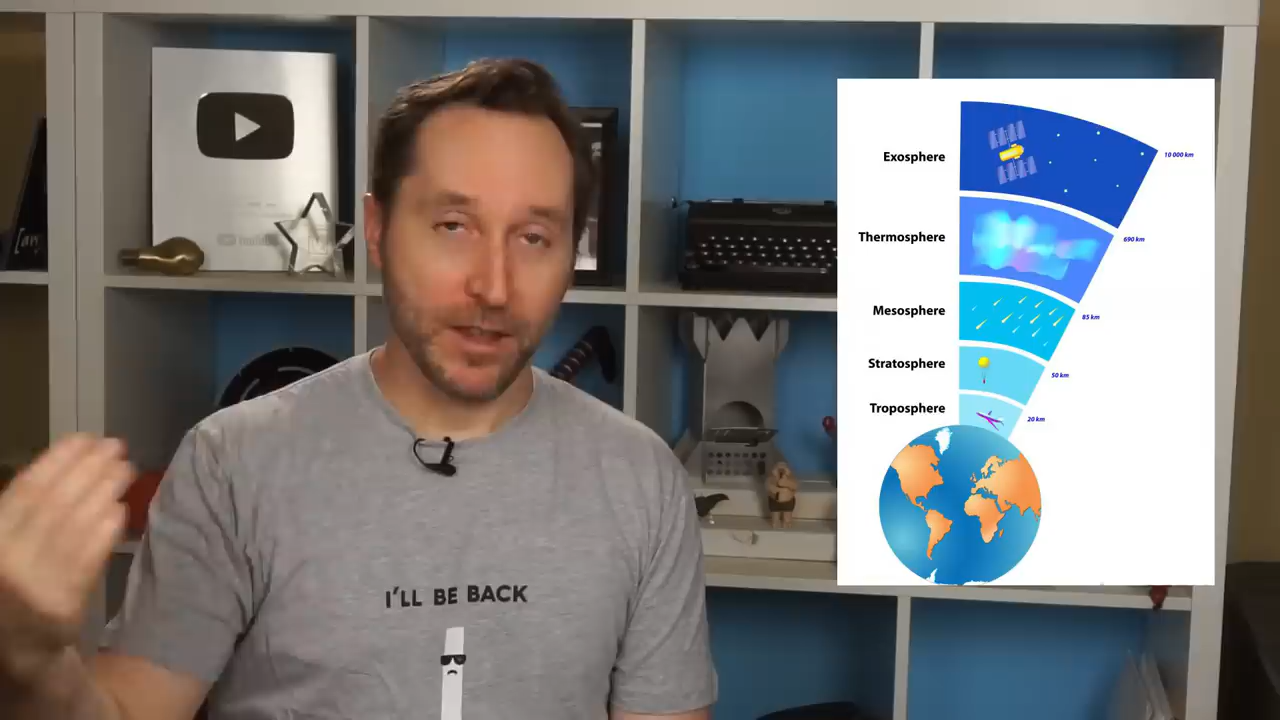 I'LL BE BACK
Exosphere
10 000 km
Thermosphere
690 km
Mesosphere
85 km
Stratosphere
50 km
Troposphere
20 km